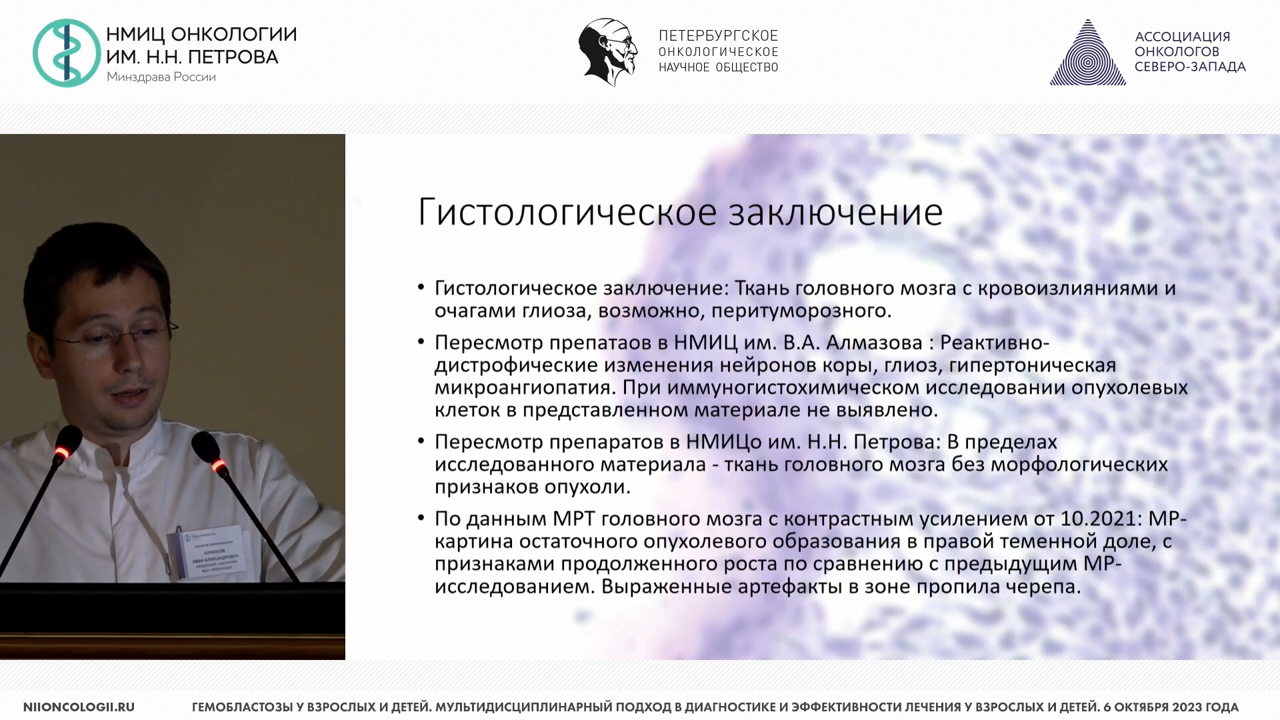 НМИЦ ОНКОЛОГИИ
ИМ. Н.Н. ПЕТРОВА
Минздрава России
ПЕТЕРБУРГСКОЕ
ОНКОЛОГИЧЕСКОЕ
НАУЧНОЕ ОБЩЕСТВО
АССОЦИАЦИЯ
ОНКОЛОГОВ
СЕВЕРО-ЗАПАДА
Гистологическое заключение
• Гистологическое заключение: Ткань головного мозга с кровоизлияниями и
очагами глиоза, возможно, перитуморозного.
• Пересмотр препатаов в НМИЦ им. В.А. Алмазова : Реактивно-
дистрофические изменения нейронов коры, глиоз, гипертоническая
микроангиопатия. При иммуногистохимическом исследовании опухолевых
клеток в представленном материале не выявлено.
• Пересмотр препаратов в НМИЦо им. Н.Н. Петрова: В пределах
исследованного материала - ткань головного мозга без морфологических
признаков опухоли.
• По данным МРТ головного мозга с контрастным усилением от 10.2021: МР-
картина остаточного опухолевого образования в правой теменной доле, с
признаками продолженного роста по сравнению с предыдущим МР-
исследованием. Выраженные артефакты в зоне пропила черепа.
NIIONCOLOGII.RU
ГЕМОБЛАСТОЗЫ У ВЗРОСЛЫХ И ДЕТЕЙ. МУЛЬТИДИСЦИПЛИНАРНЫЙ ПОДХОД В ДИАГНОСТИКЕ И ЭФФЕКТИВНОСТИ ЛЕЧЕНИЯ У ВЗРОСЛЫХ И ДЕТЕЙ. 6 ОКТЯБРЯ 2023 ГОДА